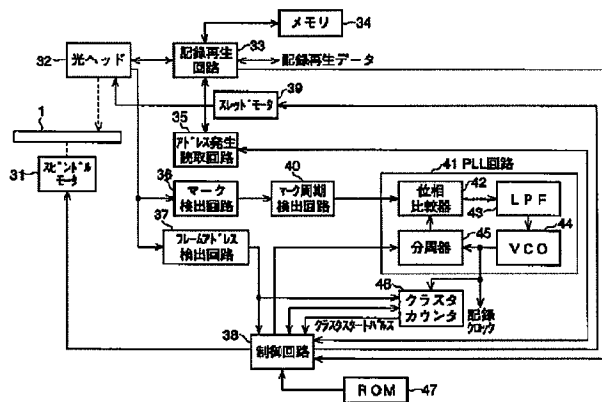 メモリ
34
32
光ヘッド
33
記録再生
回路
記録再生データ
39
スレッドモータ
1
35
アドレス発生
読取回路
31
スピンドル
モータ
36
マーク
検出回路
40
マーク周期
検出回路
41 PLL回路
位相
比較器
42
LPF
43
44
37
フレームアドレス
検出回路
分周器
45
VCO
46
クラスタ
カウンタ
クラスタスタートパルス
記録
クロック
38
制御回路
ROM
47